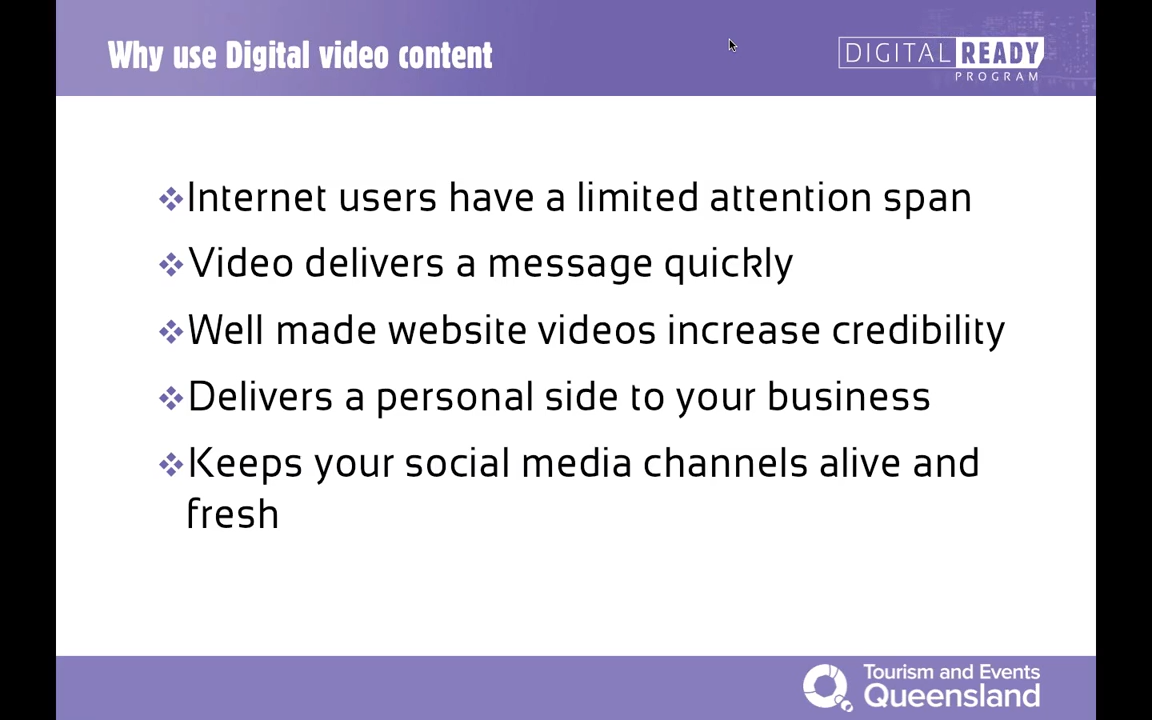 Why use Digital video content
DIGITAL READY
PROGRAM
Internet users have a limited attention span
Video delivers a message quickly
Well made website videos increase credibility
Delivers a personal side to your business
Keeps your social media channels alive and
fresh
Tourism and Events
Queensland